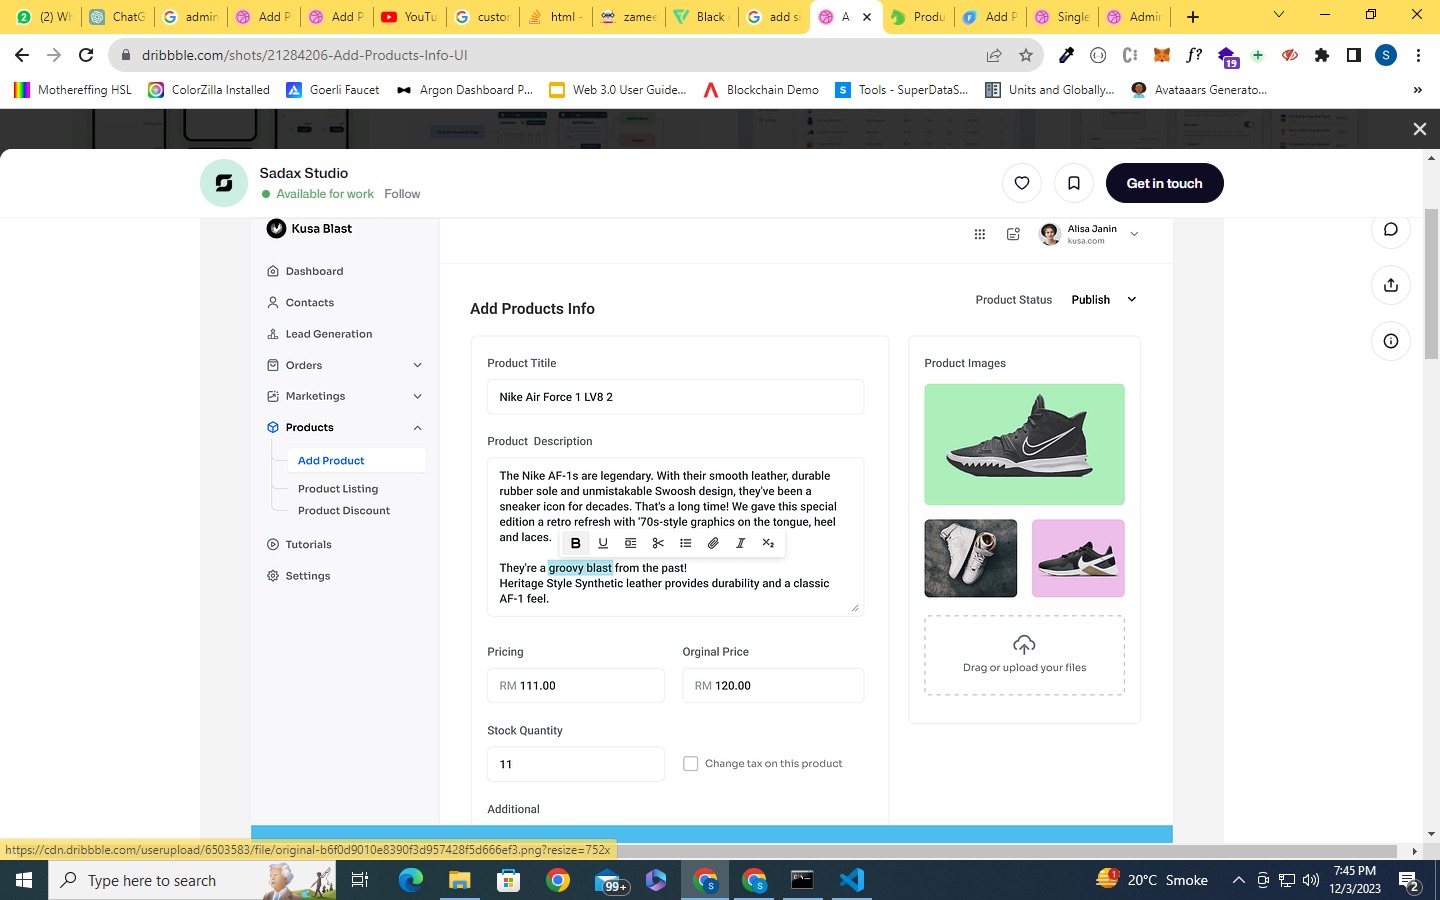 (2) Wh
ChatG
admin
Add P
Add P
YouTu
custon
html -
zamee
Black
add si
A
Produ
Add P
Single
Admin
dribbble.com/shots/21284206-Add-Products-Info-UI
19
S
Mothereffing HSL
ColorZilla Installed
Goerli Faucet
Argon Dashboard P...
Web 3.0 User Guide...
Blockchain Demo
Tools - SuperDataS...
Units and Globally...
Avataaars Generato...
»
Sadax Studio
Available for work Follow
Get in touch
Kusa Blast
Alisa Janin
kusa.com
Dashboard
Contacts
Lead Generation
Orders
Marketings
Products
Add Product
Product Listing
Product Discount
Tutorials
Settings
Add Products Info
Product Status Publish
Product Titile
Nike Air Force 1 LV8 2
Product Description
The Nike AF-1s are legendary. With their smooth leather, durable
rubber sole and unmistakable Swoosh design, they've been a
sneaker icon for decades. That's a long time! We gave this special
edition a retro refresh with '70s-style graphics on the tongue, heel
and laces.
B U I X₂
They're a groovy blast from the past!
Heritage Style Synthetic leather provides durability and a classic
AF-1 feel.
Pricing
RM 111.00
Orginal Price
RM 120.00
Stock Quantity
11
Change tax on this product
Additional
Product Images
Drag or upload your files
https://cdn.dribbble.com/userupload/6503583/file/original-b6f0d9010e8390f3d957428f5d666ef3.png?resize=752x
Type here to search
99+
20°C Smoke
7:45 PM
12/3/2023
2